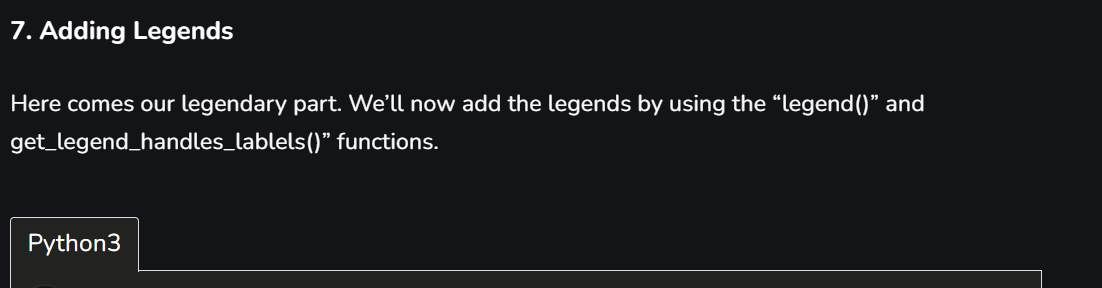 7. Adding Legends
Here comes our legendary part. We’ll now add the legends by using the “legend()” and
get_legend_handles_lablels()” functions.
Python3